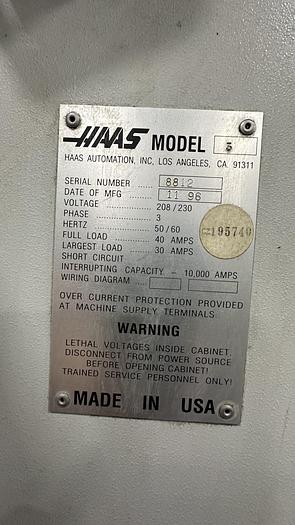 HAAS MODEL 3
HAAS AUTOMATION, INC. LOS ANGELES, CA. 91311
SERIAL NUMBER ...... 8812
DATE OF MFG ........ 11 96
VOLTAGE ............ 208/230
PHASE .............. 3
HERTZ .............. 50/60
FULL LOAD .......... 40 AMPS
LARGEST LOAD ....... 30 AMPS
SHORT CIRCUIT
INTERRUPTING CAPACITY – 10,000 AMPS
WIRING DIAGRAM ....
195740
OVER CURRENT PROTECTION PROVIDED
AT MACHINE SUPPLY TERMINALS
WARNING
LETHAL VOLTAGES INSIDE CABINET.
DISCONNECT FROM POWER SOURCE
BEFORE OPENING CABINET!
TRAINED SERVICE PERSONNEL ONLY!
MADE IN USA